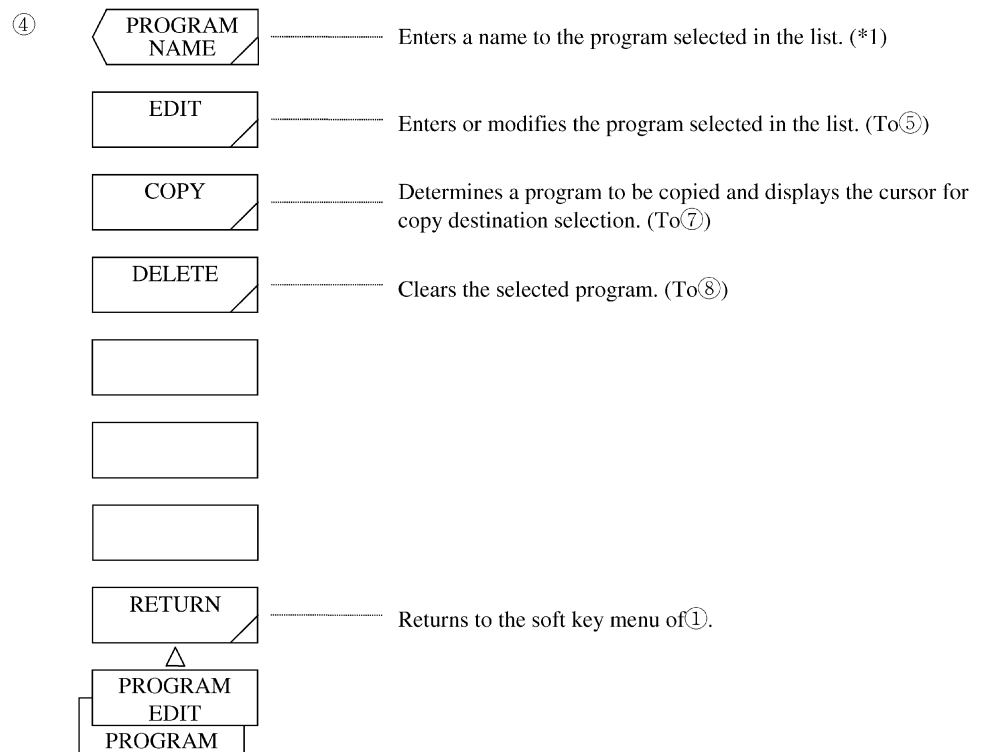 ④
PROGRAM
NAME
Enters a name to the program selected in the list. (*1)
EDIT
Enters or modifies the program selected in the list. (To⑤)
COPY
Determines a program to be copied and displays the cursor for
copy destination selection. (To⑦)
DELETE
Clears the selected program. (To⑧)
RETURN
Returns to the soft key menu of①.
PROGRAM
EDIT
PROGRAM